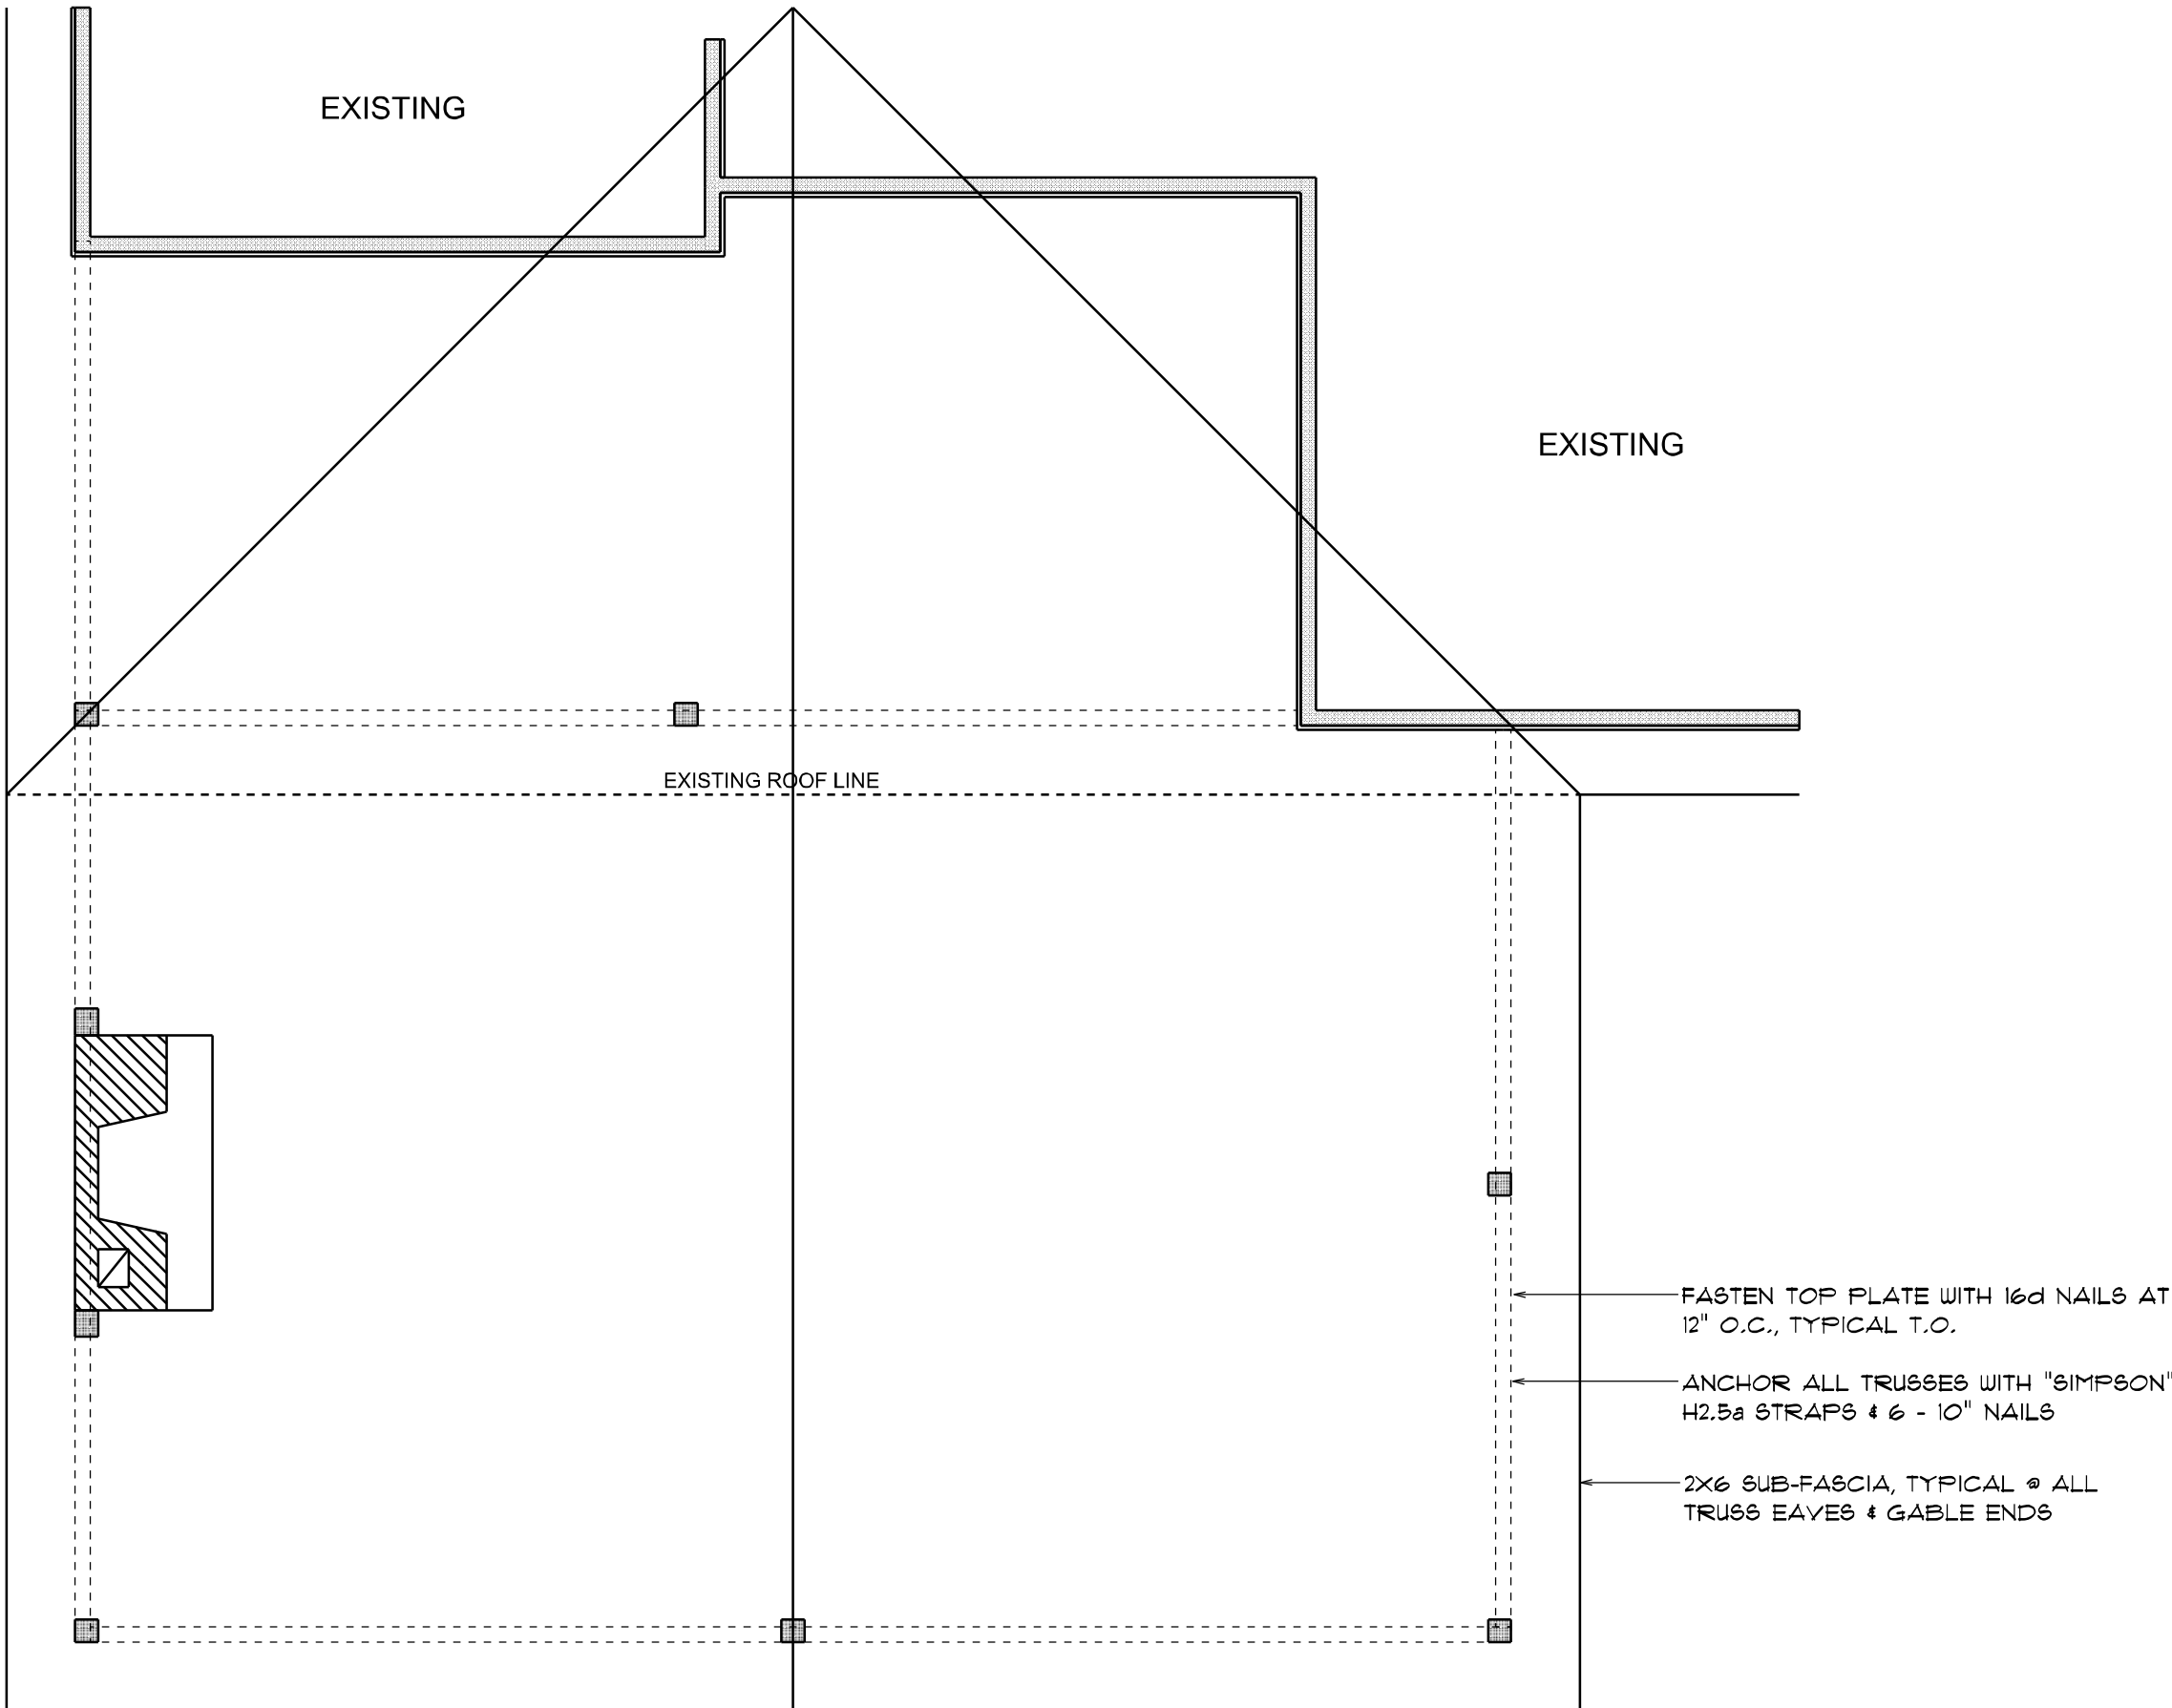 EXISTING
EXISTING
EXISTING ROOF LINE
FASTEN TOP PLATE WITH 16d NAILS AT
12" O.C., TYPICAL T.O.
ANCHOR ALL TRUSSES WITH "SIMPSON"
H2.5a STRAPS & 6 - 10" NAILS
2X6 SUB-FASCIA, TYPICAL @ ALL
TRUSS EAVES & GABLE ENDS